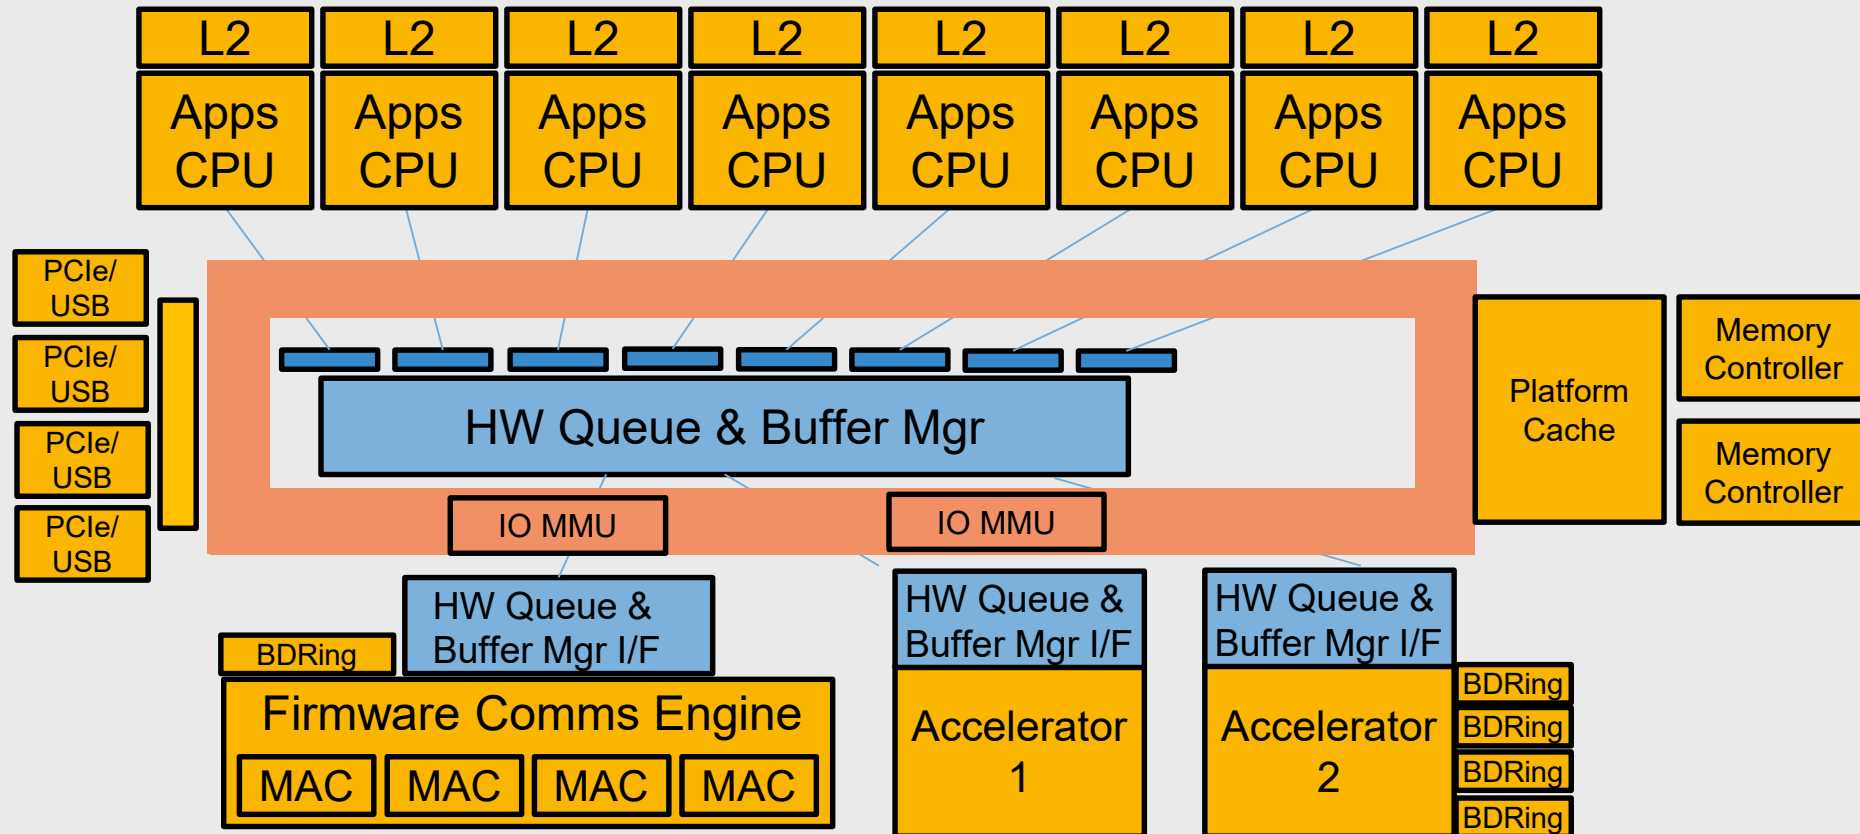 L2
L2
L2
L2
L2
L2
L2
L2
Apps
CPU
Apps
CPU
Apps
CPU
Apps
CPU
Apps
CPU
Apps
CPU
Apps
CPU
Apps
CPU
PCIe/
USB
PCIe/
USB
PCIe/
USB
PCIe/
USB
HW Queue & Buffer Mgr
IO MMU
IO MMU
Platform
Cache
Memory
Controller
Memory
Controller
BDRing
HW Queue &
Buffer Mgr I/F
Firmware Comms Engine
MAC
MAC
MAC
MAC
HW Queue &
Buffer Mgr I/F
Accelerator
1
HW Queue &
Buffer Mgr I/F
Accelerator
2
BDRing
BDRing
BDRing
BDRing